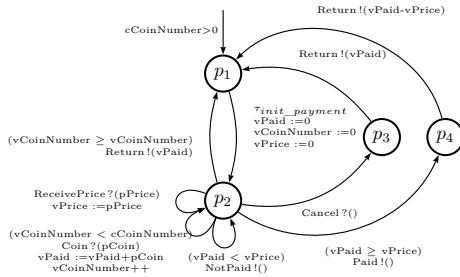 Return!(vPaid-vPrice)
cCoinNumber>0
Return!(vPaid)
p1
τinit_payment
vPaid :=0
vCoinNumber :=0
vPrice :=0
p3
p4
(vCoinNumber ≥ vCoinNumber)
Return!(vPaid)
ReceivePrice?(pPrice)
vPrice :=pPrice
p2
Cancel?()
(vCoinNumber < cCoinNumber)
Coin?(pCoin)
vPaid :=vPaid+pCoin
vCoinNumber++
(vPaid < vPrice)
NotPaid!()
(vPaid ≥ vPrice)
Paid!()